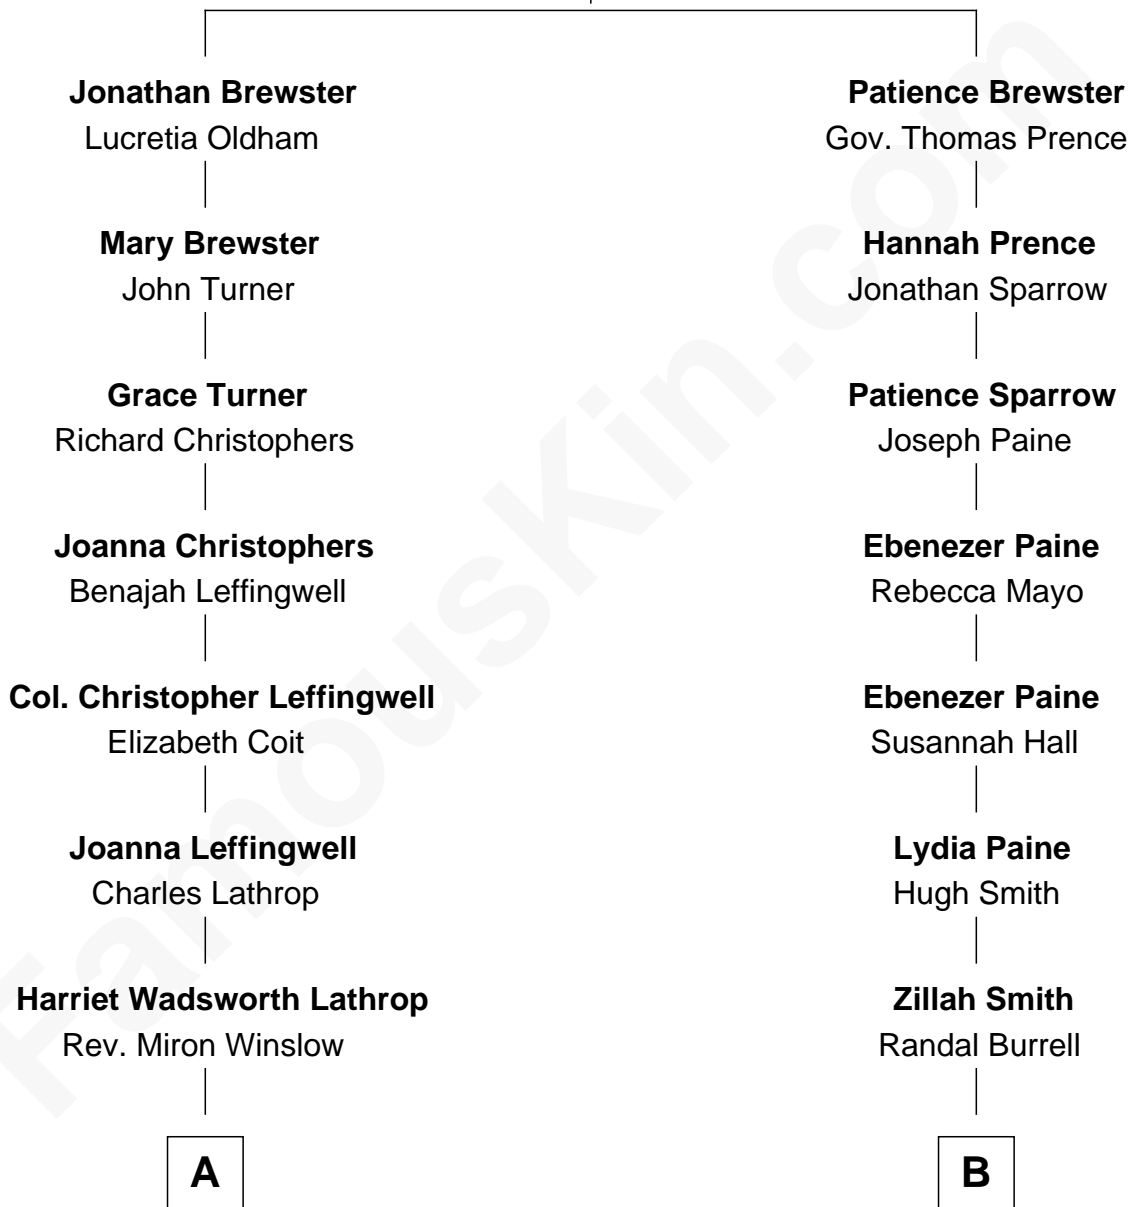 Jonathan Brewster
Lucretia Oldham
Mary Brewster
John Turner
Grace Turner
Richard Christophers
Joanna Christophers
Benajah Leffingwell
Col. Christopher Leffingwell
Elizabeth Coit
Joanna Leffingwell
Charles Lathrop
Harriet Wadsworth Lathrop
Rev. Miron Winslow
A
Patience Brewster
Gov. Thomas Prence
Hannah Prence
Jonathan Sparrow
Patience Sparrow
Joseph Paine
Ebenezer Paine
Rebecca Mayo
Ebenezer Paine
Susannah Hall
Lydia Paine
Hugh Smith
Zillah Smith
Randal Burrell
B
FamousKin.com